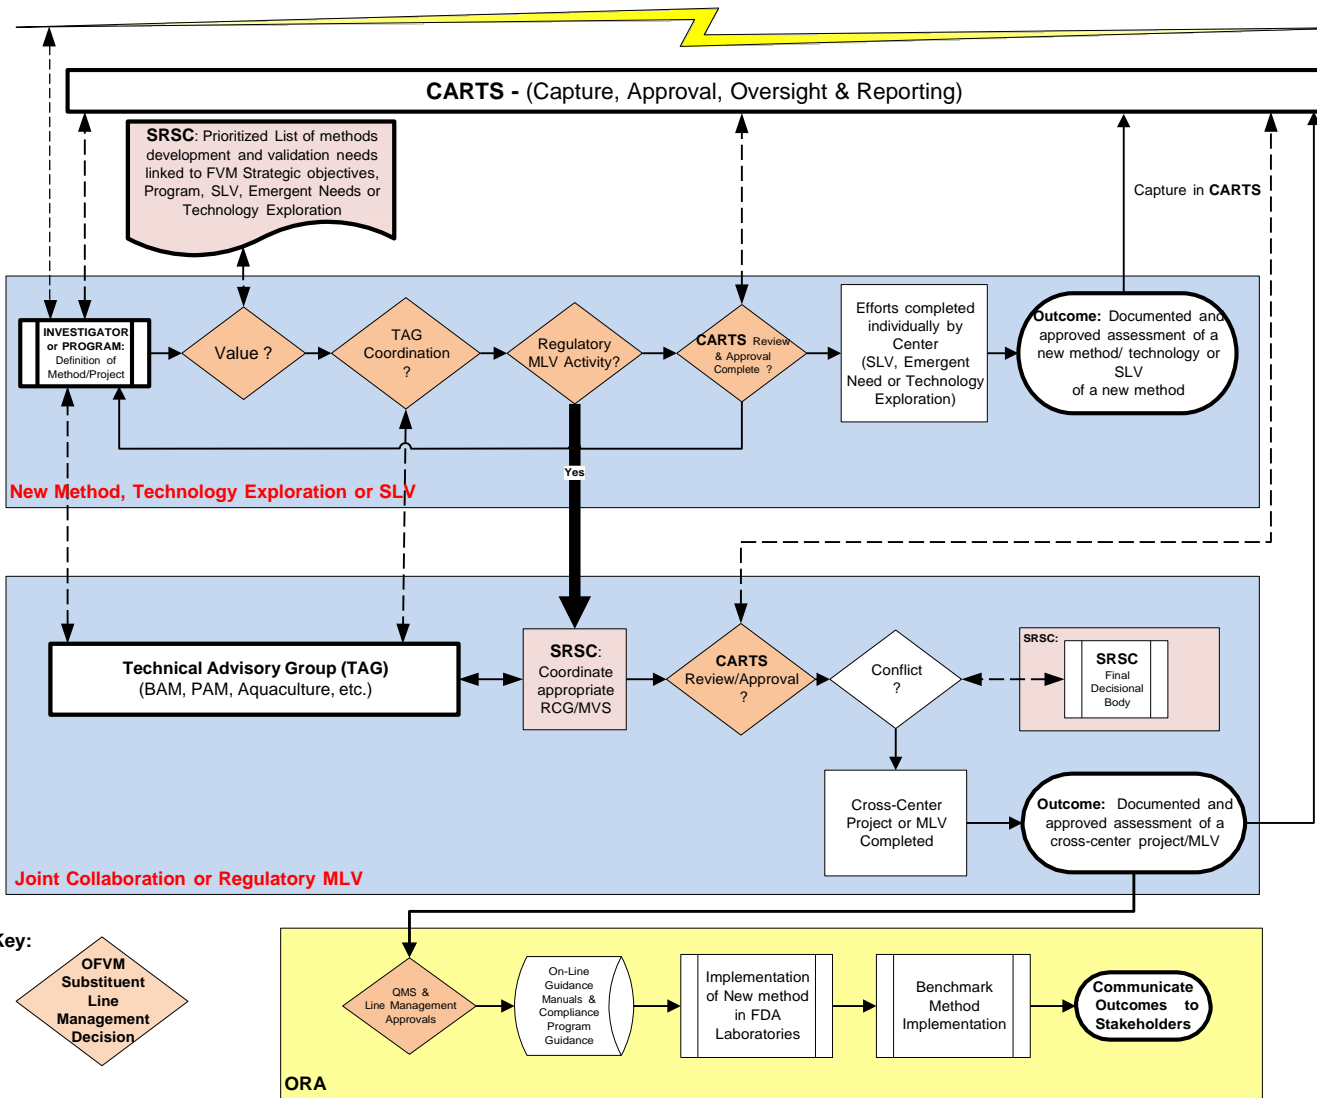 CARTS - (Capture, Approval, Oversight & Reporting)
SRSC: Prioritized List of methods
development and validation needs
linked to FVM Strategic objectives,
Program, SLV, Emergent Needs or
Technology Exploration
Capture in CARTS
INVESTIGATOR
or PROGRAM:
Definition of
Method/Project
Value ?
TAG
Coordination
?
Regulatory
MLV Activity?
CARTS Review
& Approval
Complete ?
Efforts completed
individually by
Center
(SLV, Emergent
Need or Technology
Exploration)
Outcome: Documented and
approved assessment of a
new method/ technology or
SLV
of a new method
Yes
New Method, Technology Exploration or SLV
Technical Advisory Group (TAG)
(BAM, PAM, Aquaculture, etc.)
SRSC:
Coordinate
appropriate
RCG/MVS
CARTS
Review/Approval
?
Conflict
?
SRSC:
SRSC
Final
Decisional
Body
Cross-Center
Project or MLV
Completed
Outcome: Documented and
approved assessment of a
cross-center project/MLV
Joint Collaboration or Regulatory MLV
Key:
OFVM
Substituent
Line
Management
Decision
QMS &
Line Management
Approvals
On-Line
Guidance
Manuals &
Compliance
Program
Guidance
Implementation
of New method
in FDA
Laboratories
Benchmark
Method
Implementation
Communicate
Outcomes to
Stakeholders
ORA